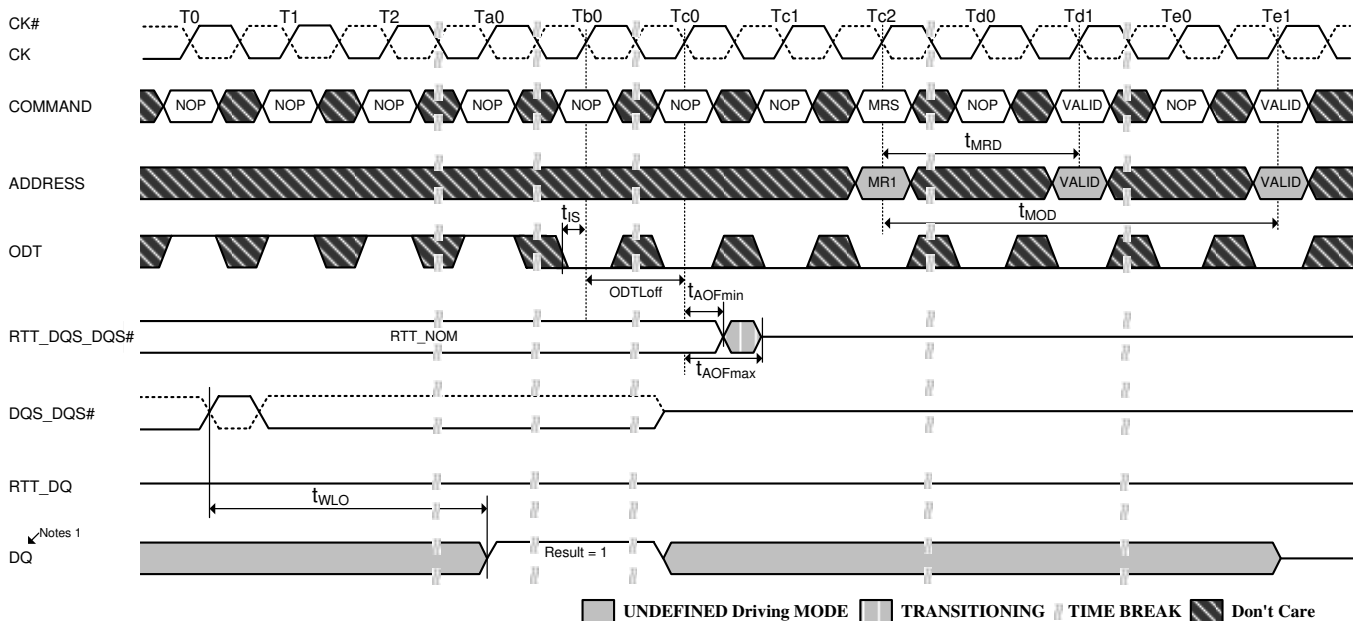 T0 T1 T2 Ta0 Tb0 Tc0 Tc1 Tc2 Td0 Td1 Te0 Te1
CK#
CK
COMMAND NOP NOP NOP NOP NOP NOP NOP MRS NOP VALID NOP VALID
tMRD
ADDRESS MR1 VALID VALID
tMOD
tIS
ODT
ODTLoff
tAOFmin
RTT_DQS_DQS# RTT_NOM
tAOFmax
DQS_DQS#
RTT_DQ
tWLO
Notes 1
DQ Result = 1
UNDEFINED Driving MODE TRANSITIONING TIME BREAK Don't Care